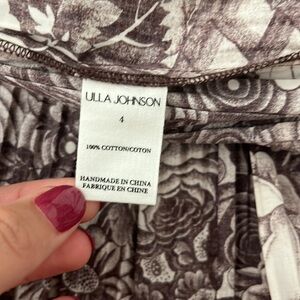 ULLA JOHNSON
4
100% COTTON/COTON
HANDMADE IN CHINA
FABRIQUE EN CHINE